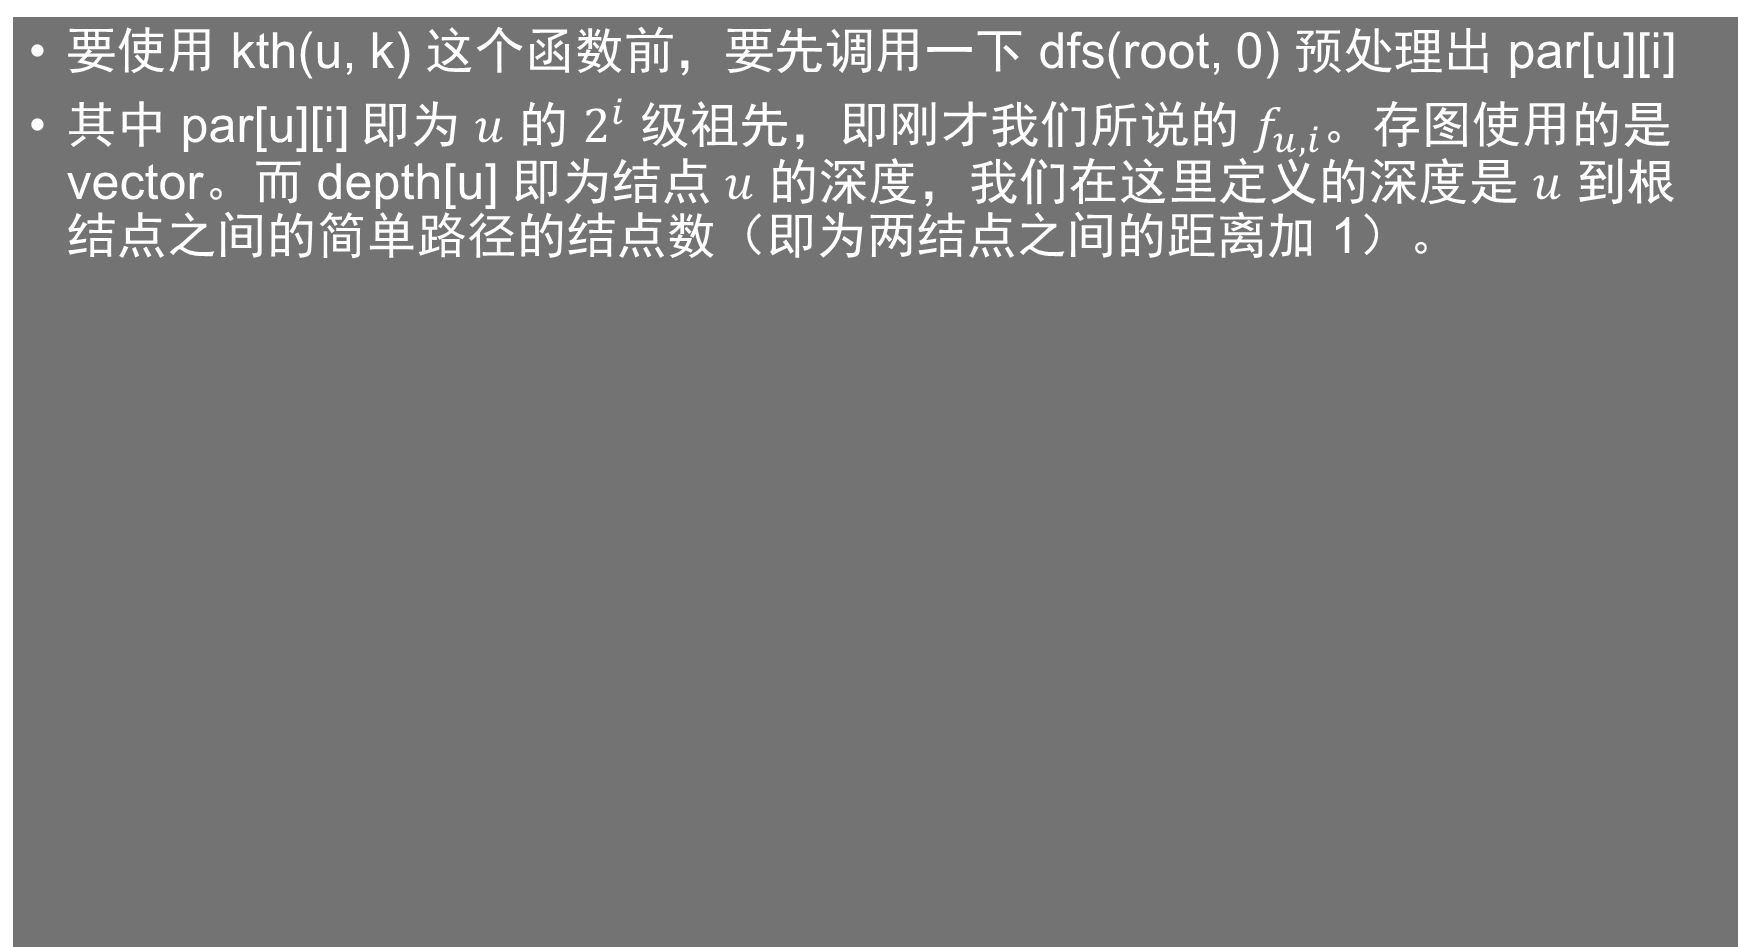 • 要使用 kth(u, k) 这个函数前，要先调用一下 dfs(root, 0) 预处理出 par[u][i]
• 其中 par[u][i] 即为 𝑢 的 2^𝑖 级祖先，即刚才我们所说的 𝑓_{𝑢,𝑖}。存图使用的是
vector。而 depth[u] 即为结点 𝑢 的深度，我们在这里定义的深度是 𝑢 到根
结点之间的简单路径的结点数（即为两结点之间的距离加 1）。